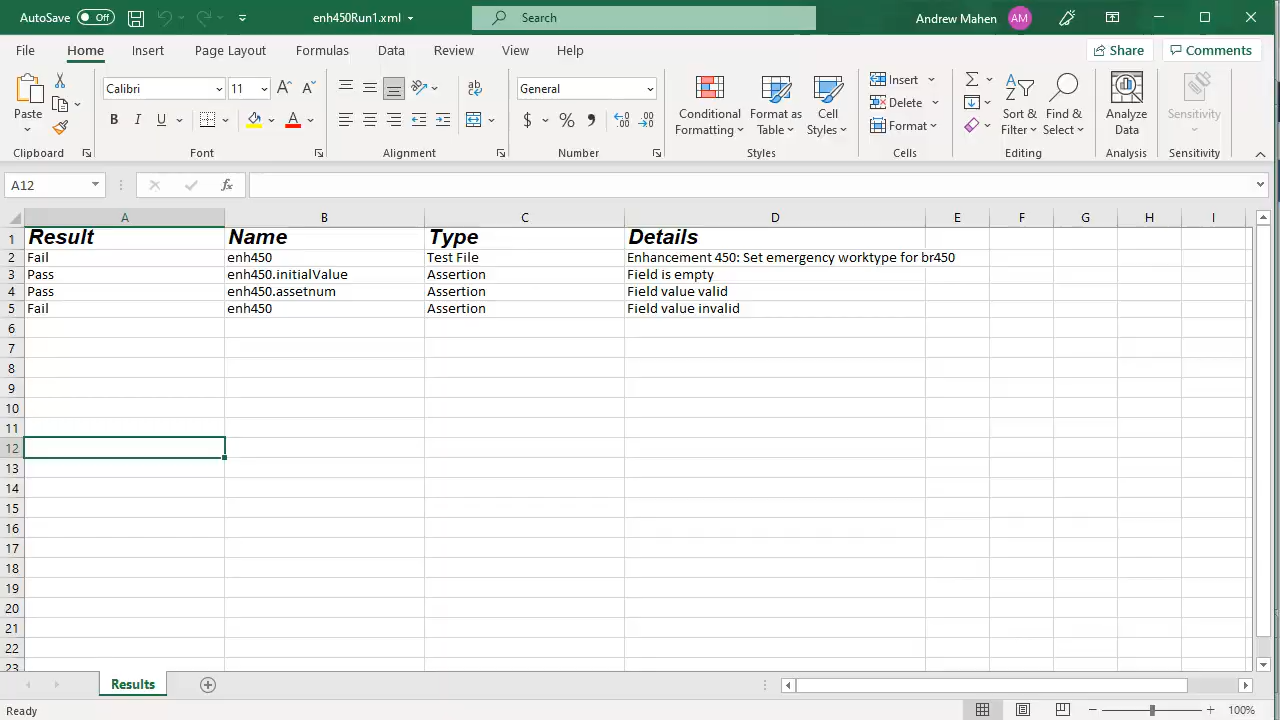 AutoSave Off enh450Run1.xml Search Andrew Mahen AM
File Home Insert Page Layout Formulas Data Review View Help Share Comments
Paste
Clipboard
Calibri 11
B I U A
Font
ab
Alignment
General
$ % 9
Number
Conditional Formatting
Format as Table
Cell Styles
Styles
Insert
Delete
Format
Cells
Sort & Filter
Find & Select
Editing
Analyze Data
Analysis
Sensitivity
Sensitivity
A12 fx
A B C D E F G H I
1 Result Name Type Details
2 Fail enh450 Test File Enhancement 450: Set emergency worktype for br450
3 Pass enh450.initialValue Assertion Field is empty
4 Pass enh450.assetnum Assertion Field value valid
5 Fail enh450 Assertion Field value invalid
6
7
8
9
10
11
12
13
14
15
16
17
18
19
20
21
22
23
Results
Ready 100%